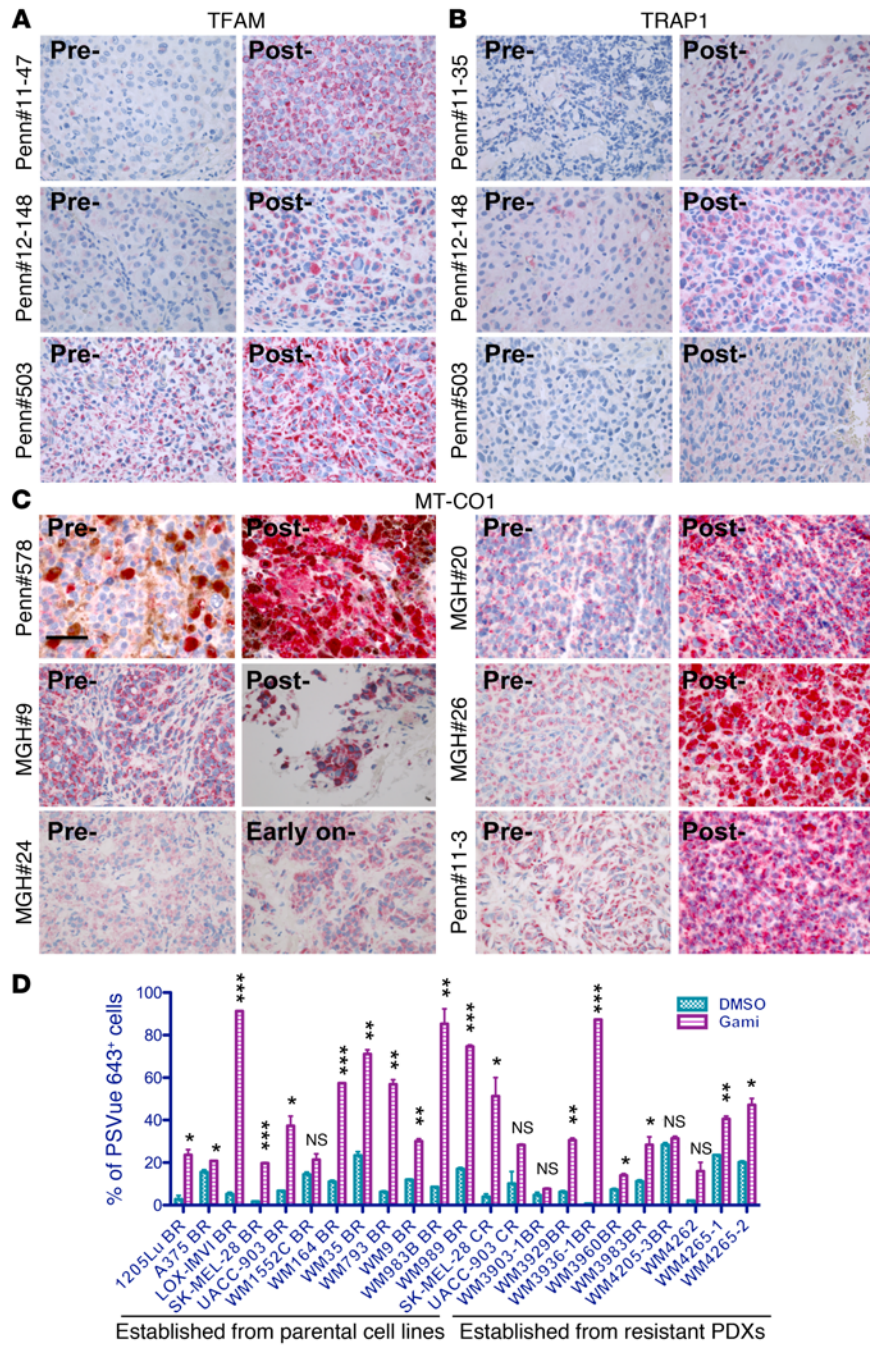 A
TFAM
Penn#11-47
Pre-
Post-
Penn#12-148
Pre-
Post-
Penn#503
Pre-
Post-
B
TRAP1
Penn#11-35
Pre-
Post-
Penn#12-148
Pre-
Post-
Penn#503
Pre-
Post-
C
MT-CO1
Penn#578
Pre-
Post-
MGH#9
Pre-
Post-
MGH#24
Pre-
Early on-
MGH#20
Pre-
Post-
MGH#26
Pre-
Post-
Penn#11-3
Pre-
Post-
D
% of PSVue 643⁺ cells
100
80
60
40
20
0
DMSO
Gami
*
*
***
***
*
NS
***
**
**
**
**
***
*
NS
NS
**
***
*
*
NS
NS
**
*
1205Lu BR
A375 BR
LOX-IMVI BR
SK-MEL-28 BR
UACC-903 BR
WM1552C BR
WM164 BR
WM35 BR
WM793 BR
WM9 BR
WM983B BR
WM989 BR
SK-MEL-28 CR
UACC-903 CR
WM3903-1BR
WM3929BR
WM3936-1BR
WM3960BR
WM3983BR
WM4205-3BR
WM4262
WM4265-1
WM4265-2
Established from parental cell lines
Established from resistant PDXs